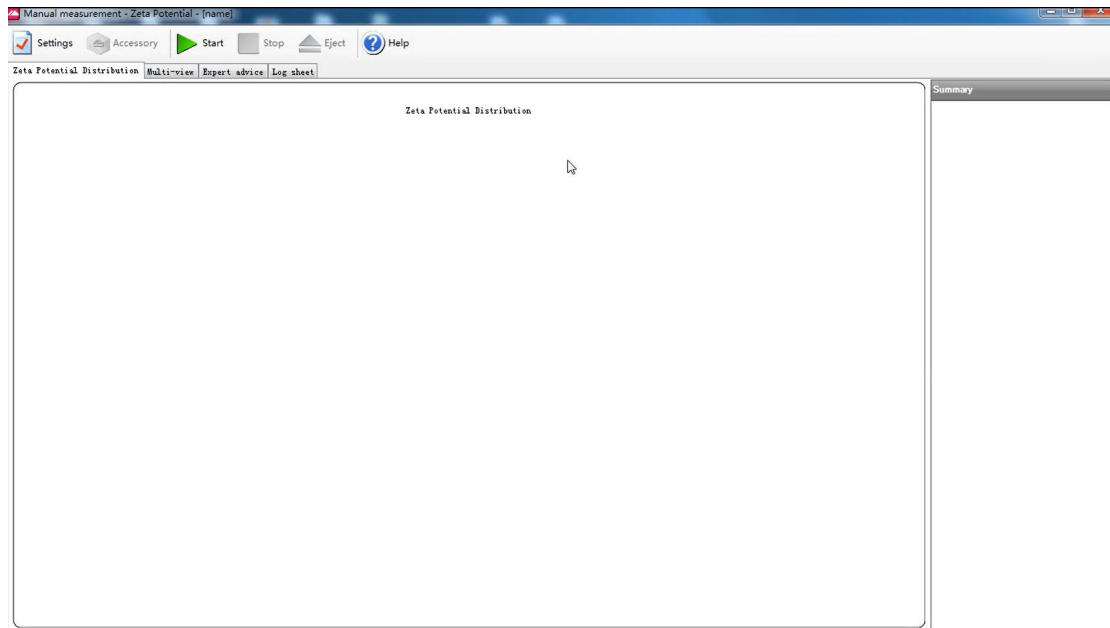 Manual measurement - Zeta Potential - [name]
Settings Accessory Start Stop Eject Help
Zeta Potential Distribution Multi-view Expert advice Log sheet
Summary
Zeta Potential Distribution